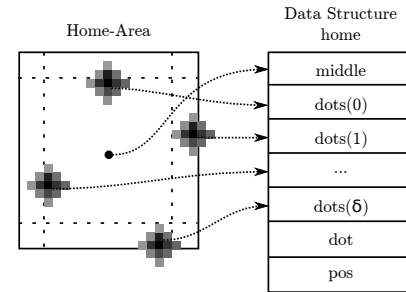 Home-Area
Data Structure
home
middle
dots(0)
dots(1)
...
dots(δ)
dot
pos